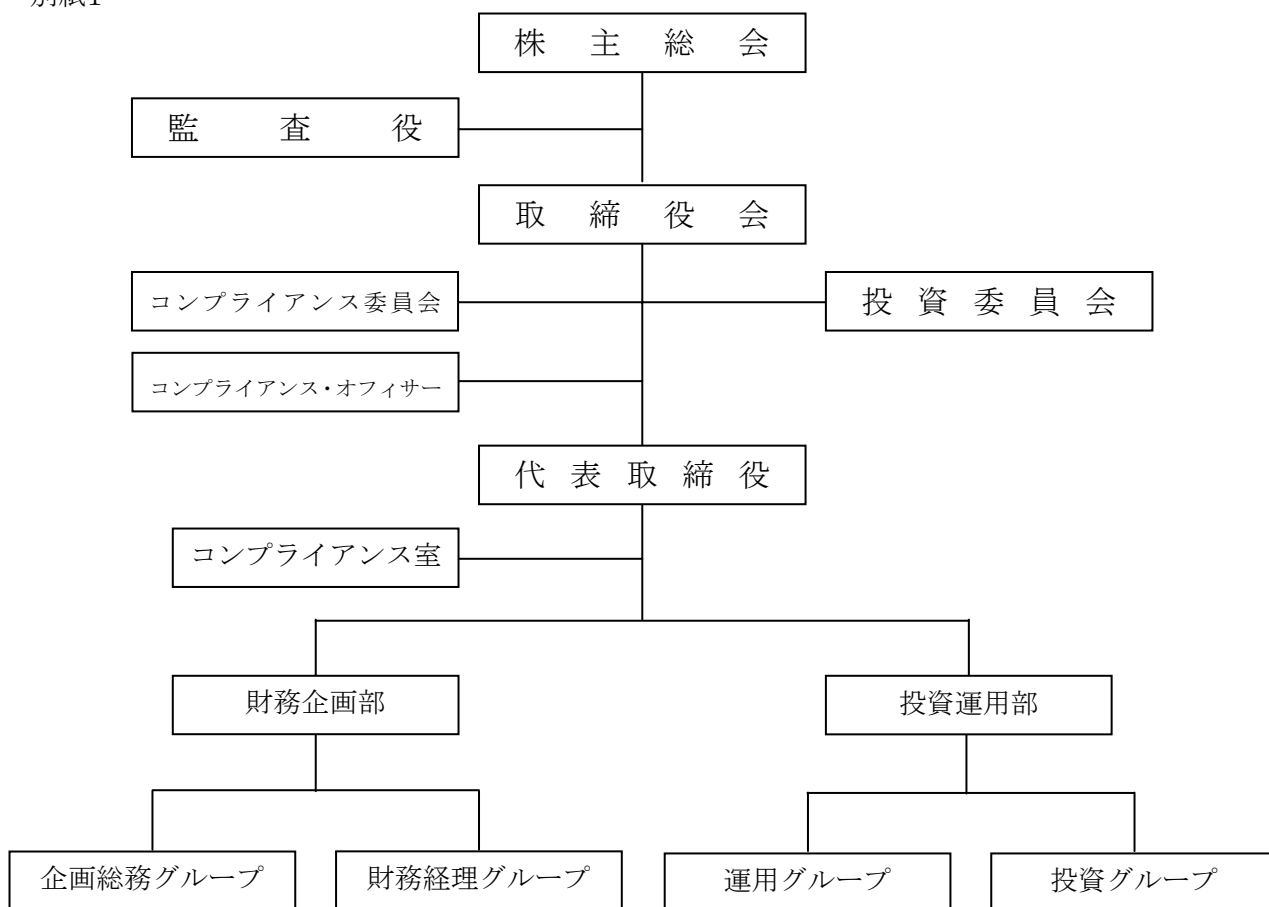 別紙1
株主総会
監査役
取締役会
コンプライアンス委員会
投資委員会
コンプライアンス・オフィサー
代表取締役
コンプライアンス室
財務企画部
投資運用部
企画総務グループ
財務経理グループ
運用グループ
投資グループ